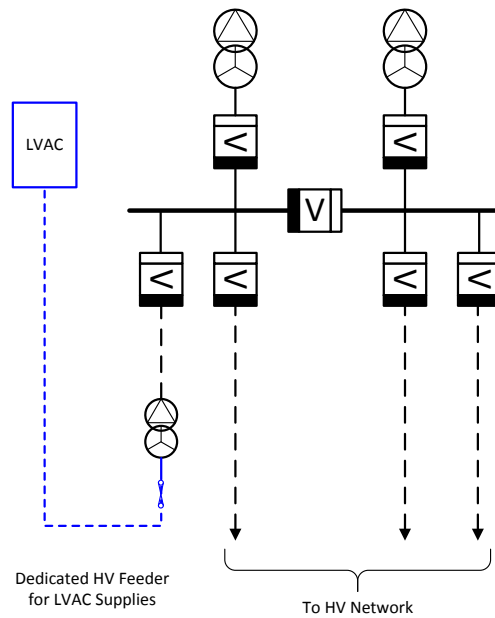 V
V
LVAC
V
V
V
V
V
Dedicated HV Feeder
for LVAC Supplies
To HV Network